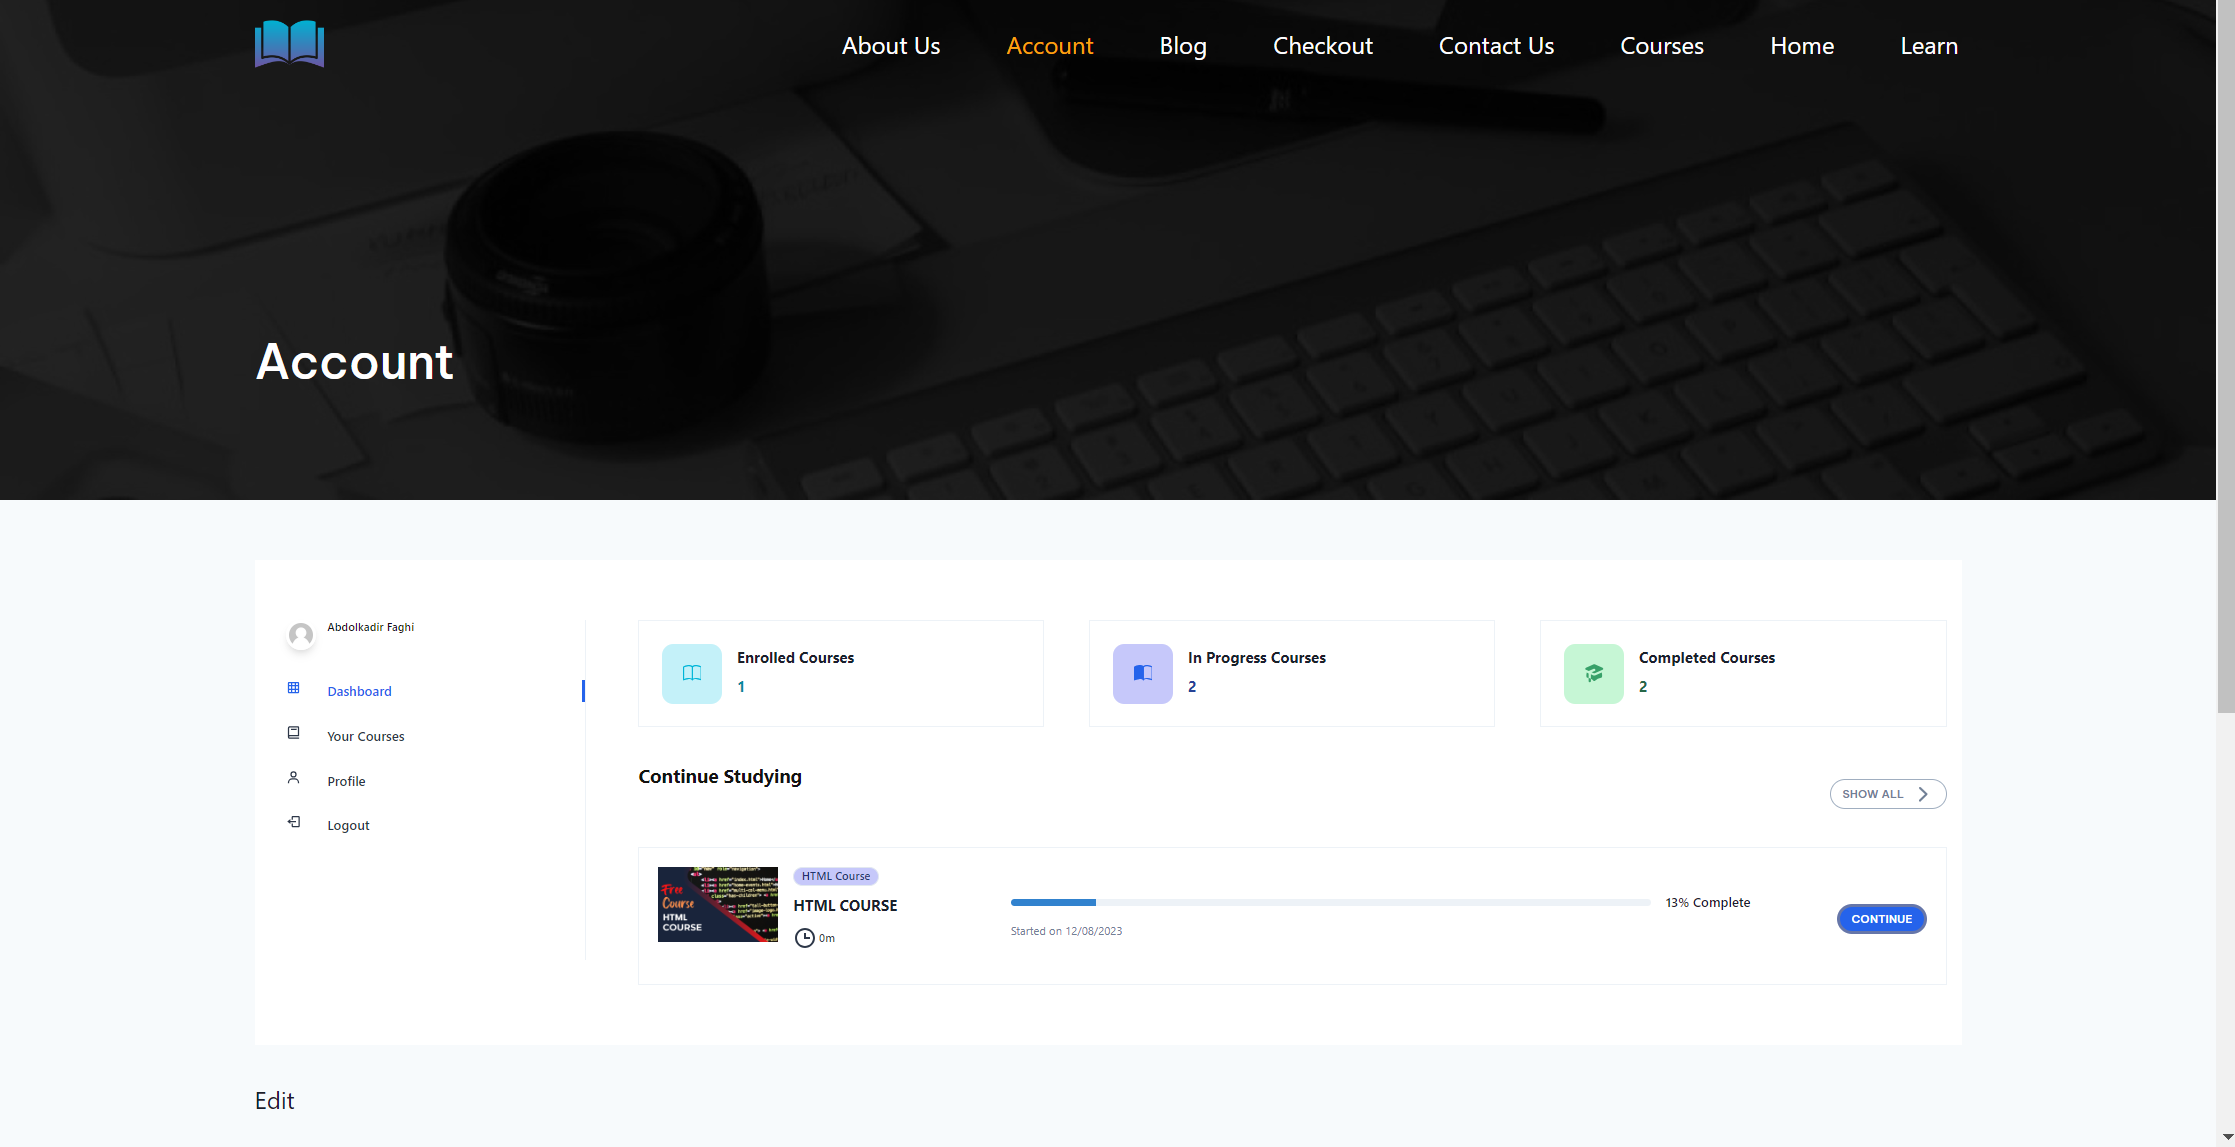 About Us Account Blog Checkout Contact Us Courses Home Learn
Account
Abdolkadir Faghi
Dashboard
Your Courses
Profile
Logout
Enrolled Courses
1
In Progress Courses
2
Completed Courses
2
Continue Studying
SHOW ALL
Free
Course
HTML
COURSE
HTML Course
HTML COURSE
0m
13% Complete
Started on 12/08/2023
CONTINUE
Edit